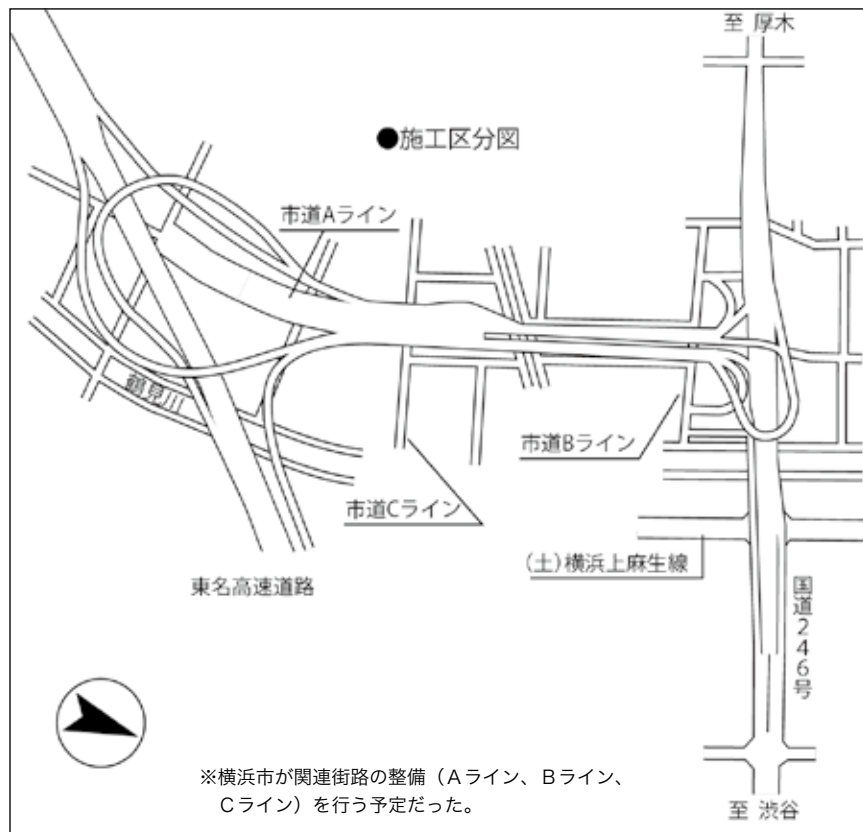 至 厚木
●施工区分図
市道Aライン
鶴見川
市道Bライン
市道Cライン
(主)横浜上麻生線
東名高速道路
国道246号
※横浜市が関連街路の整備(Aライン、Bライン、
Cライン)を行う予定だった。
至 渋谷